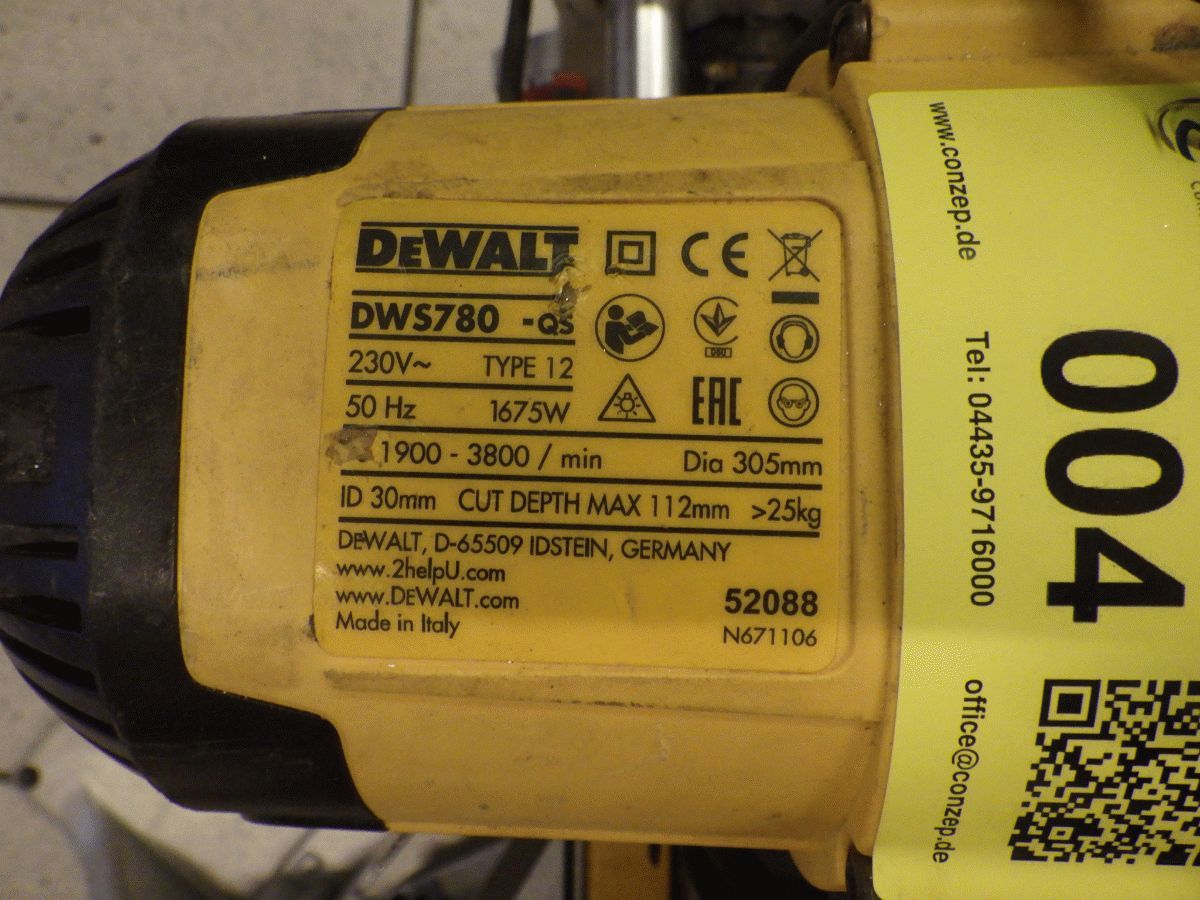 DEWALT
DWS780 -QS
230V~ TYPE 12
50 Hz 1675W
1900 - 3800 / min Dia 305mm
ID 30mm CUT DEPTH MAX 112mm >25kg
DEWALT, D-65509 IDSTEIN, GERMANY
www.2helpU.com
www.DEWALT.com
Made in Italy
52088
N671106
CE
EAC
www.conzep.de
Tel: 04435-9716000
office@conzep.de
004